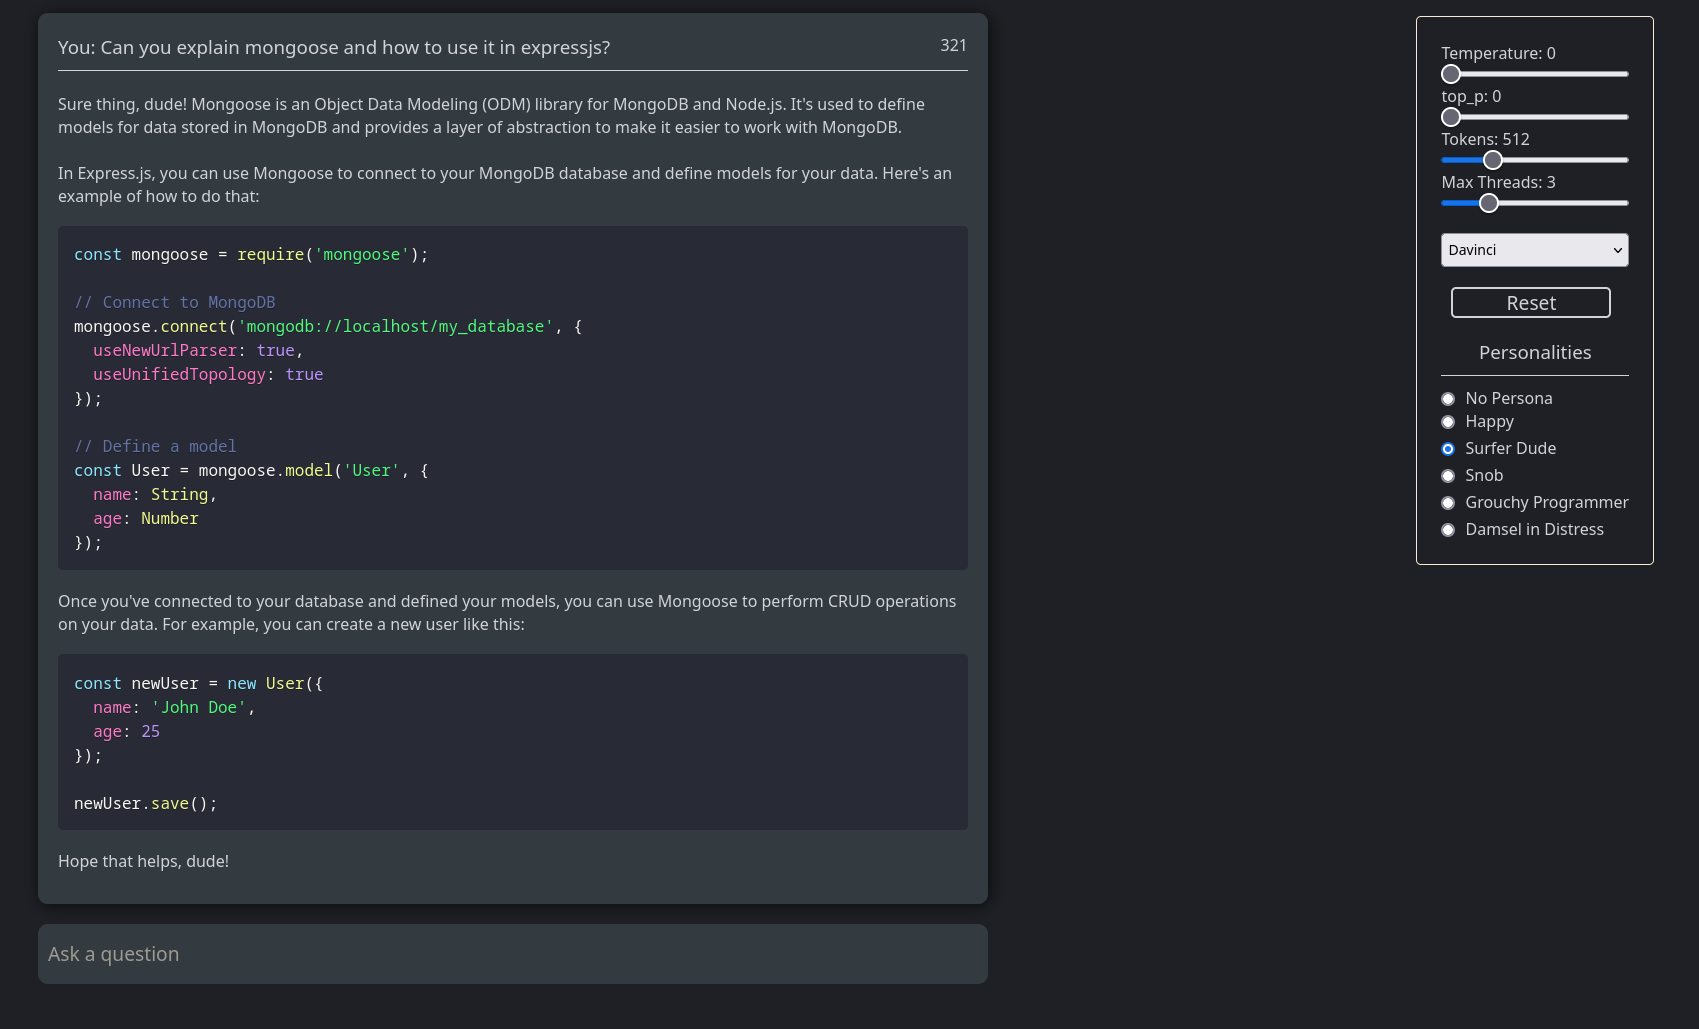 You: Can you explain mongoose and how to use it in expressjs?
321
Sure thing, dude! Mongoose is an Object Data Modeling (ODM) library for MongoDB and Node.js. It's used to define
models for data stored in MongoDB and provides a layer of abstraction to make it easier to work with MongoDB.
In Express.js, you can use Mongoose to connect to your MongoDB database and define models for your data. Here's an
example of how to do that:
const mongoose = require('mongoose');
// Connect to MongoDB
mongoose.connect('mongodb://localhost/my_database', {
  useNewUrlParser: true,
  useUnifiedTopology: true
});
// Define a model
const User = mongoose.model('User', {
  name: String,
  age: Number
});
Once you've connected to your database and defined your models, you can use Mongoose to perform CRUD operations
on your data. For example, you can create a new user like this:
const newUser = new User({
  name: 'John Doe',
  age: 25
});
newUser.save();
Hope that helps, dude!
Ask a question
Temperature: 0
top_p: 0
Tokens: 512
Max Threads: 3
Davinci
Reset
Personalities
No Persona
Happy
Surfer Dude
Snob
Grouchy Programmer
Damsel in Distress